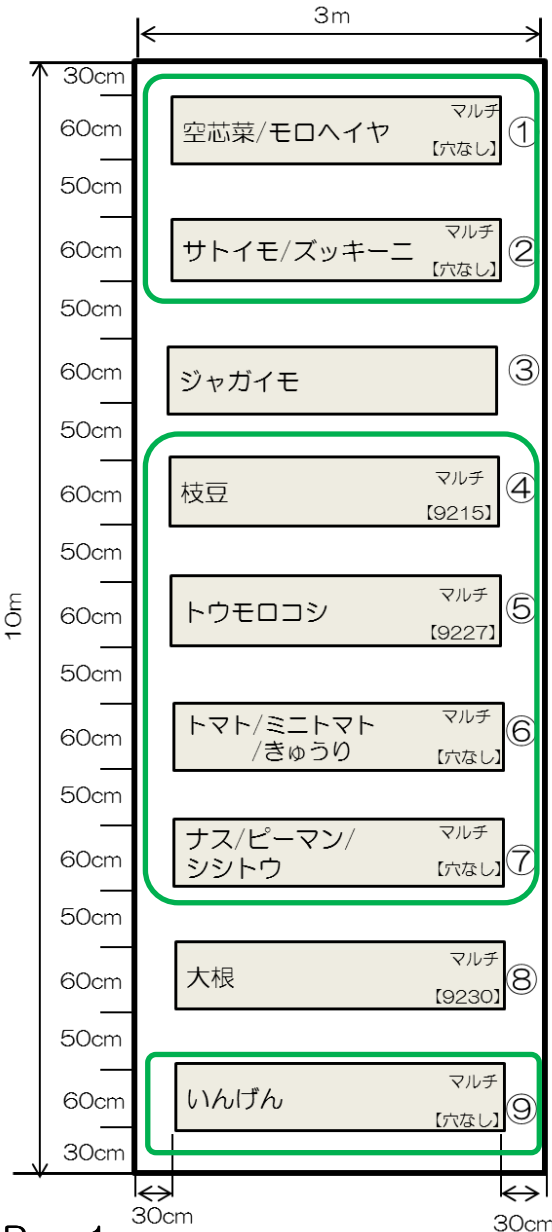 3m
30cm
60cm
空芯菜/モロヘイヤ
マルチ
【穴なし】
①
50cm
60cm
サトイモ/ズッキーニ
マルチ
【穴なし】
②
50cm
60cm
ジャガイモ
③
50cm
60cm
枝豆
マルチ
【9215】
④
50cm
10m
60cm
トウモロコシ
マルチ
【9227】
⑤
50cm
60cm
トマト/ミニトマト
/きゅうり
マルチ
【穴なし】
⑥
50cm
60cm
ナス/ピーマン/
シシトウ
マルチ
【穴なし】
⑦
50cm
60cm
大根
マルチ
【9230】
⑧
50cm
60cm
いんげん
マルチ
【穴なし】
⑨
30cm
30cm
30cm